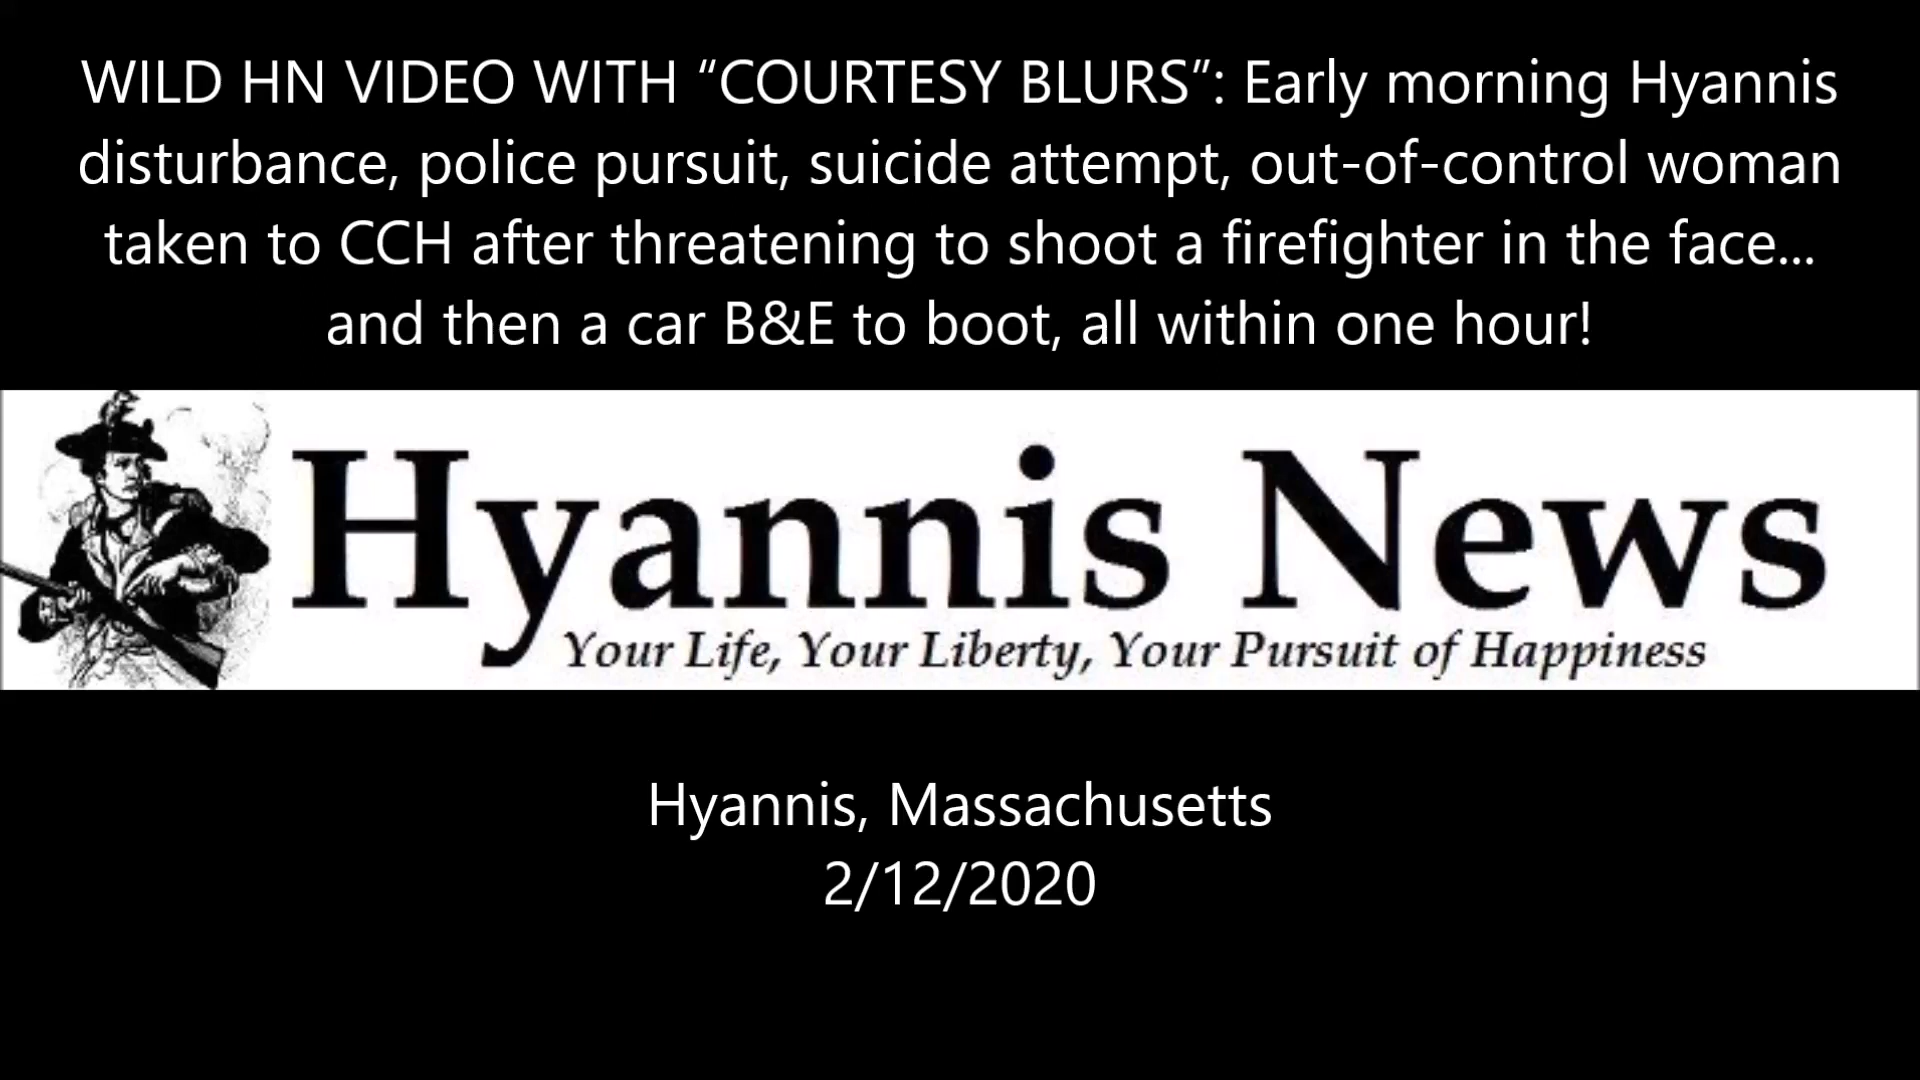 WILD HN VIDEO WITH “COURTESY BLURS”: Early morning Hyannis
disturbance, police pursuit, suicide attempt, out-of-control woman
taken to CCH after threatening to shoot a firefighter in the face...
and then a car B&E to boot, all within one hour!
Hyannis News
Your Life, Your Liberty, Your Pursuit of Happiness
Hyannis, Massachusetts
2/12/2020